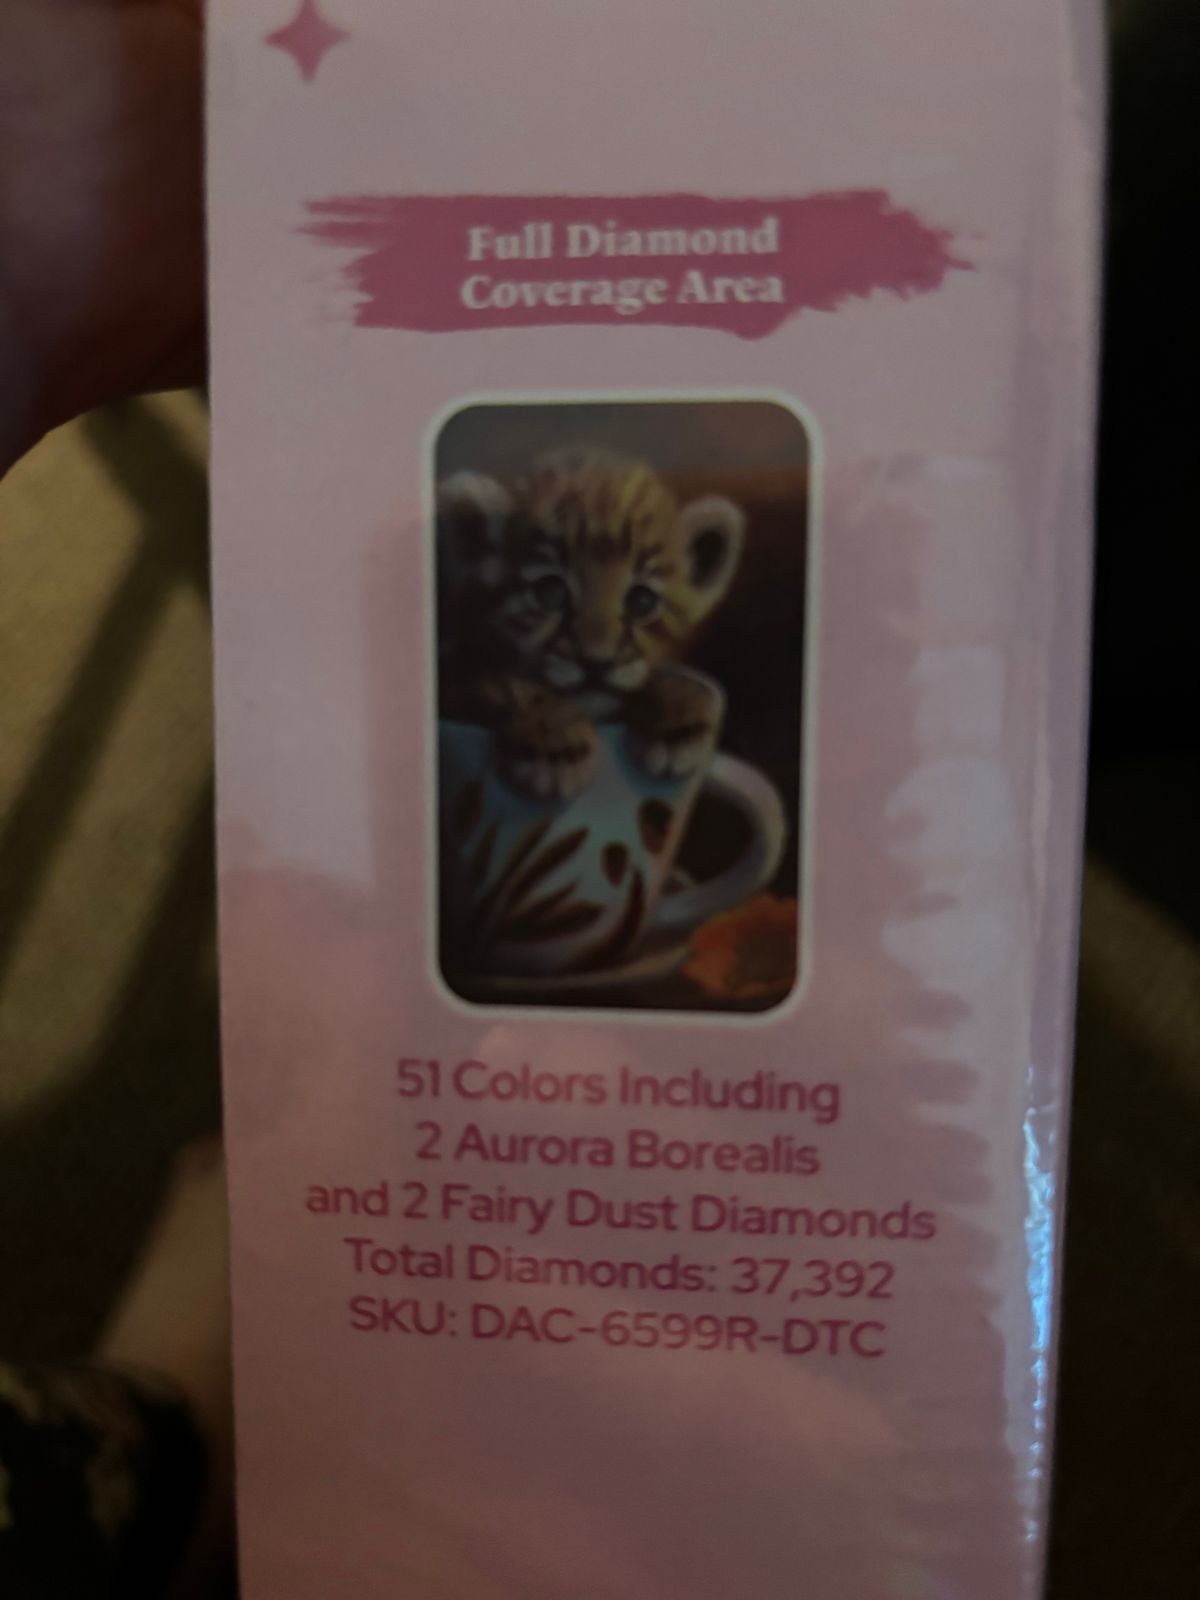 Full Diamond
Coverage Area
51 Colors Including
2 Aurora Borealis
and 2 Fairy Dust Diamonds
Total Diamonds: 37,392
SKU: DAC-6599R-DTC